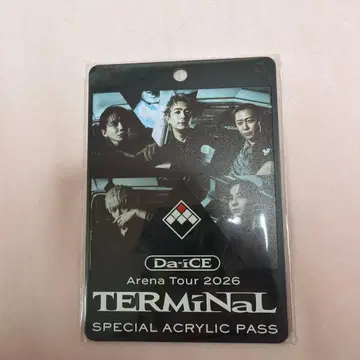 Da-iCE
Arena Tour 2026
TERMiNaL
SPECIAL ACRYLIC PASS